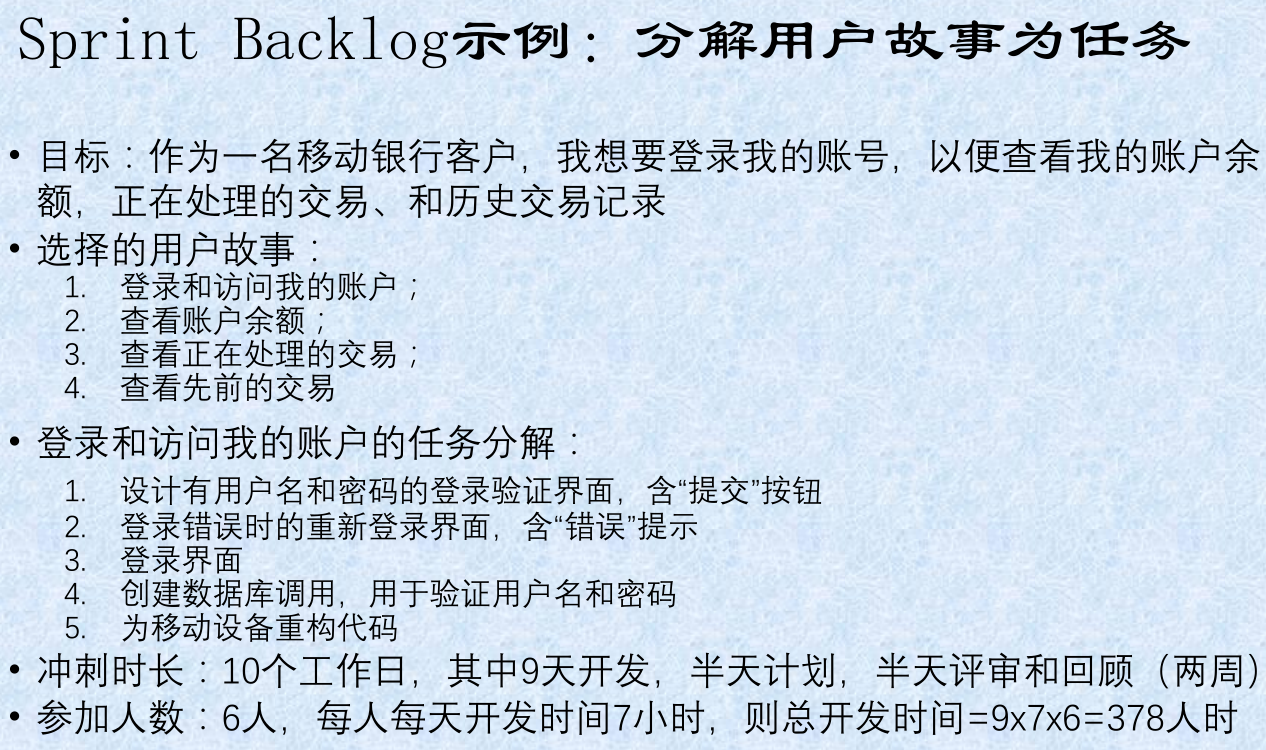 Sprint Backlog示例：分解用户故事为任务
• 目标：作为一名移动银行客户，我想要登录我的账号，以便查看我的账户余
额，正在处理的交易、和历史交易记录
• 选择的用户故事：
1. 登录和访问我的账户；
2. 查看账户余额；
3. 查看正在处理的交易；
4. 查看先前的交易
• 登录和访问我的账户的任务分解：
1. 设计有用户名和密码的登录验证界面，含“提交”按钮
2. 登录错误时的重新登录界面，含“错误”提示
3. 登录界面
4. 创建数据库调用，用于验证用户名和密码
5. 为移动设备重构代码
• 冲刺时长：10个工作日，其中9天开发，半天计划，半天评审和回顾（两周）
• 参加人数：6人，每人每天开发时间7小时，则总开发时间=9x7x6=378人时